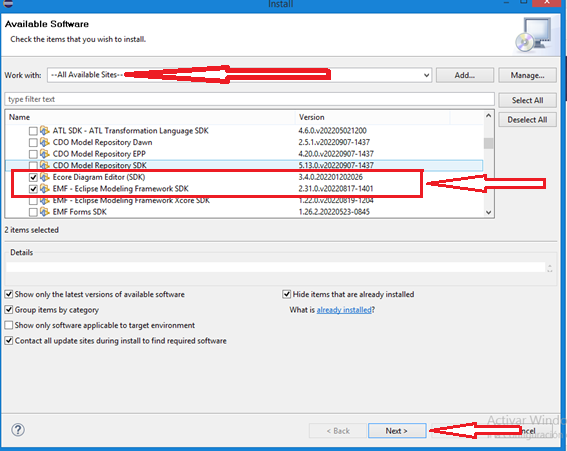 Install
Available Software
Check the items that you wish to install.
Work with: --All Available Sites-- Add... Manage...
type filter text Select All
Deselect All
Name Version
ATL SDK - ATL Transformation Language SDK 4.6.0.v202205021200
CDO Model Repository Dawn 2.5.1.v20220907-1437
CDO Model Repository EPP 4.20.0.v20220907-1437
CDO Model Repository SDK 5.13.0.v20220907-1437
Ecore Diagram Editor (SDK) 3.4.0.202201202026
EMF - Eclipse Modeling Framework SDK 2.31.0.v20220817-1401
EMF - Eclipse Modeling Framework Xcore SDK 1.22.0.v20220819-1204
EMF Forms SDK 1.26.2.20220523-0845
2 items selected
Details
Show only the latest versions of available software Hide items that are already installed
Group items by category What is already installed?
Show only software applicable to target environment
Contact all update sites during install to find required software
Activar Windo
? < Back Next >